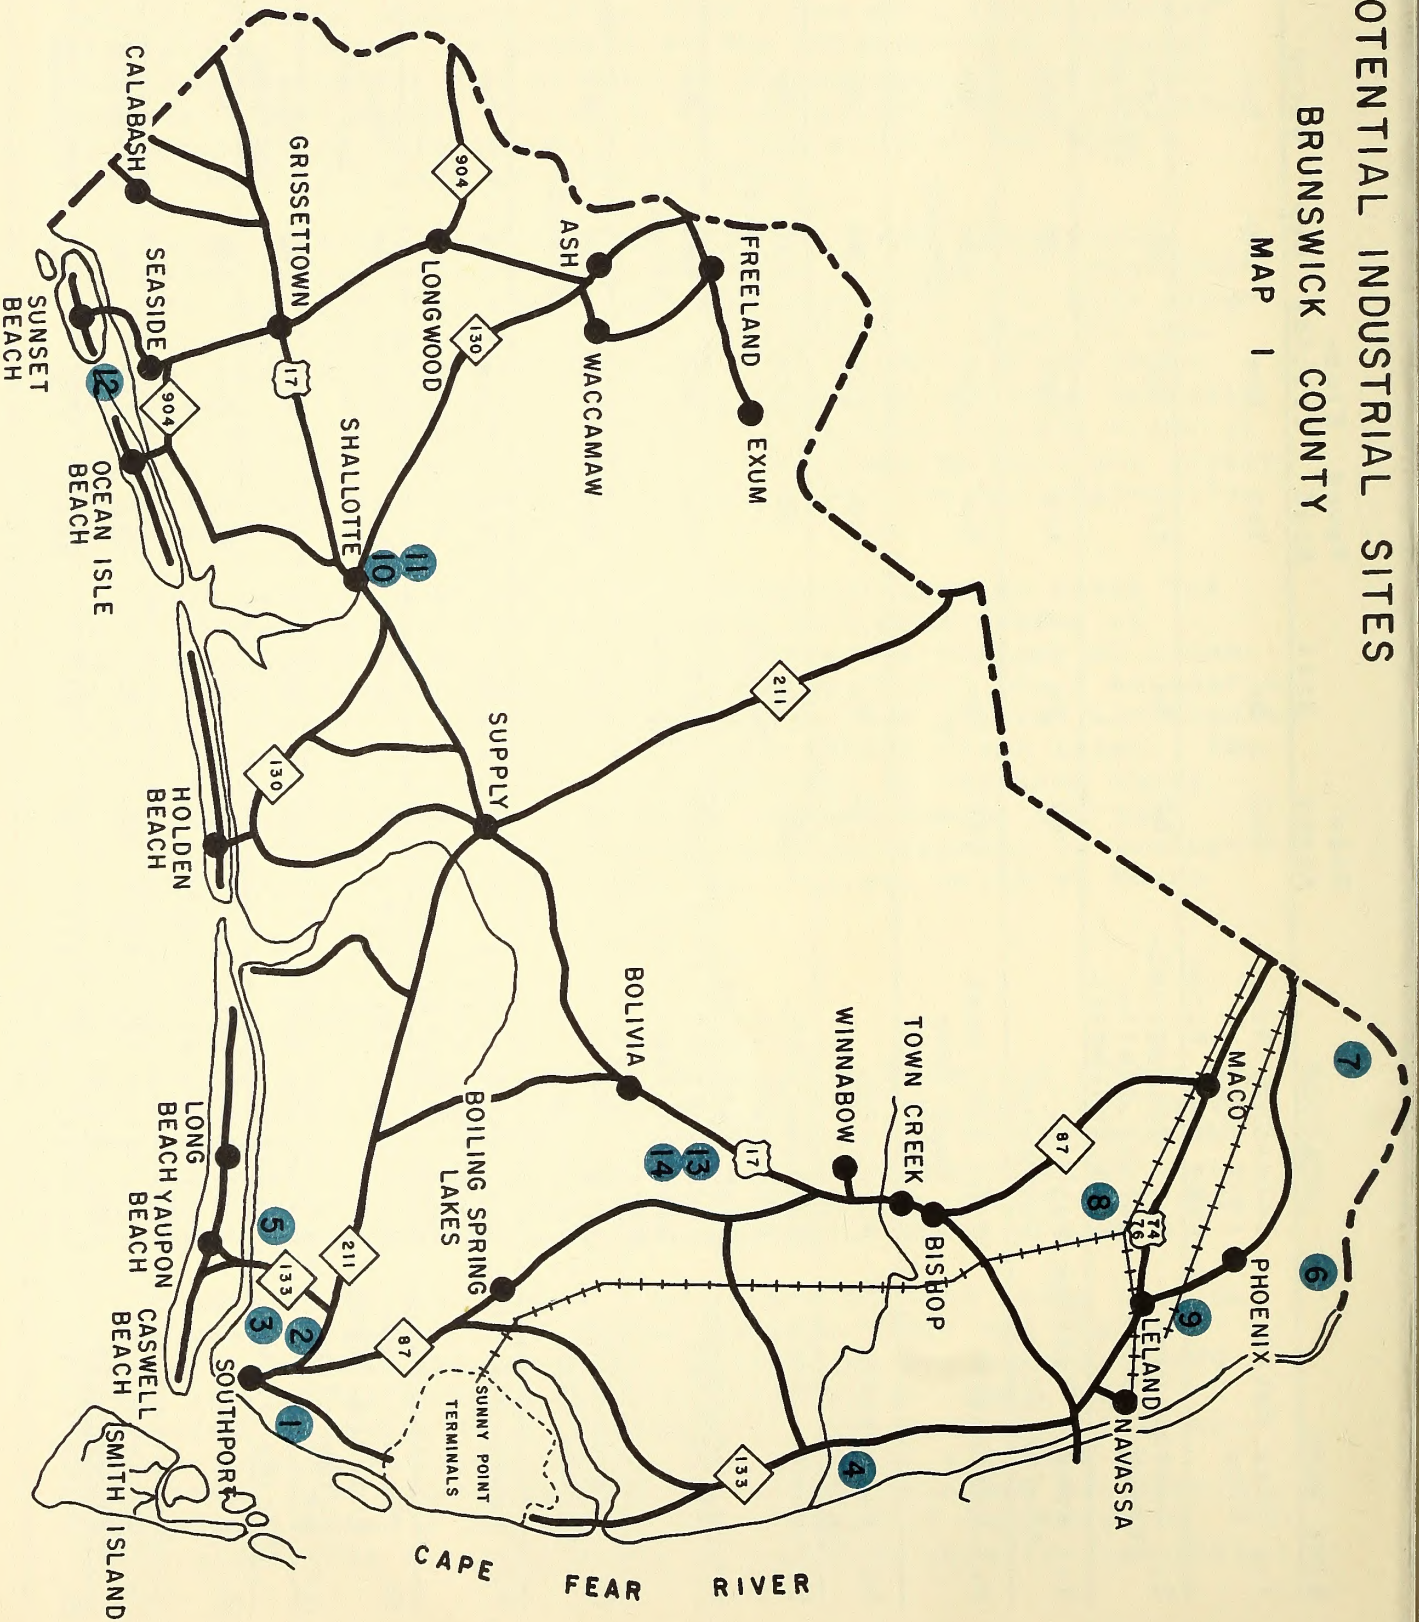 OTENTIAL INDUSTRIAL SITES
BRUNSWICK COUNTY
MAP 1
7
6
MACO
PHOENIX
87
8
74
76
9
LELAND
NAVASSA
TOWN CREEK
BISHOP
WINNABOW
4
FREELAND
EXUM
211
17
13
14
133
BOLIVIA
ASH
WACCAMAW
BOILING SPRING
LAKES
SUNNY POINT
TERMINALS
904
LONGWOOD
130
SUPPLY
87
11
10
SHALLOTTE
GRISSETTOWN
17
211
133
130
5
3
2
1
SOUTHPORT
CALABASH
SEASIDE
904
12
SUNSET
BEACH
OCEAN ISLE
BEACH
HOLDEN
BEACH
LONG
BEACH
YAUPON
BEACH
CASWELL
BEACH
SMITH ISLAND
CAPE FEAR RIVER